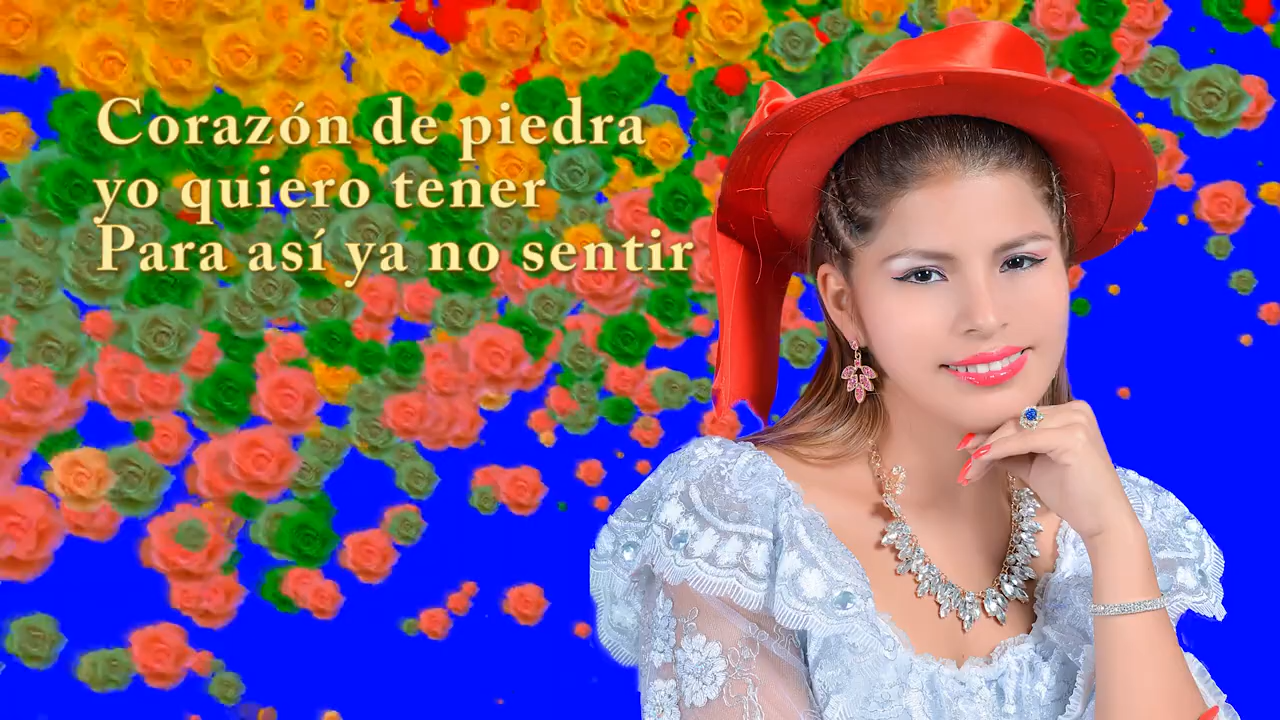 Corazón de piedra
yo quiero tener
Para así ya no sentir